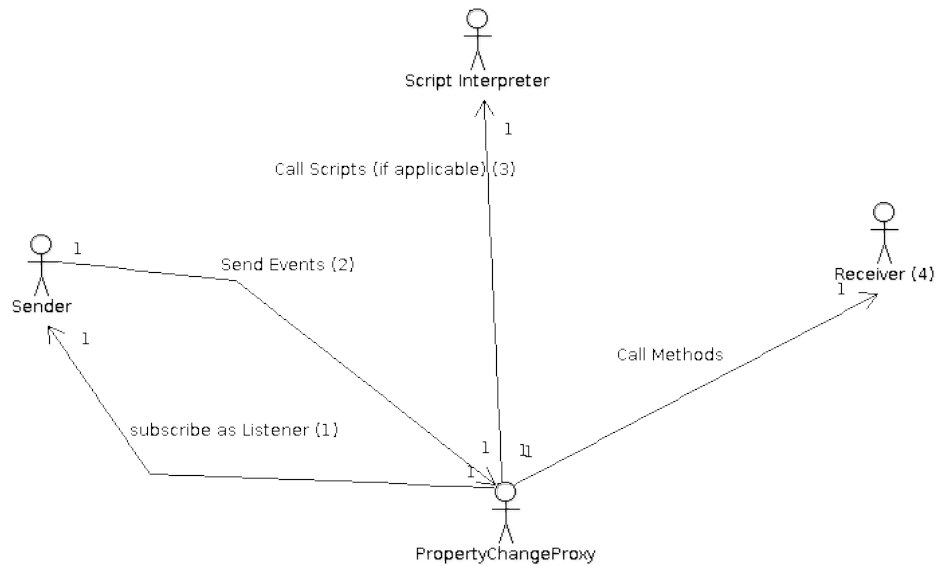 Script Interpreter
1
Call Scripts (if applicable) (3)
1
Send Events (2)
Receiver (4)
1
Sender
1
Call Methods
subscribe as Listener (1)
1
1
1
1
PropertyChangeProxy